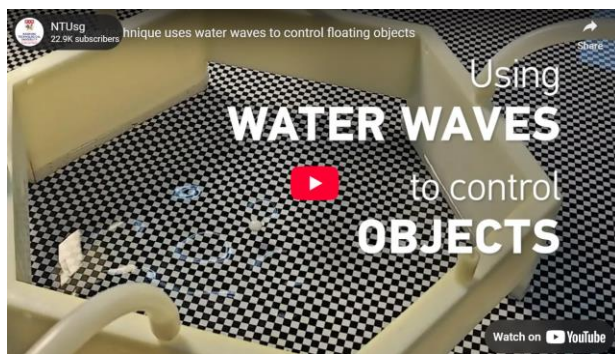 NTUsg
22.9K subscribers
hnique uses water waves to control floating objects
Share
Using
WATER WAVES
to control
OBJECTS
Watch on YouTube